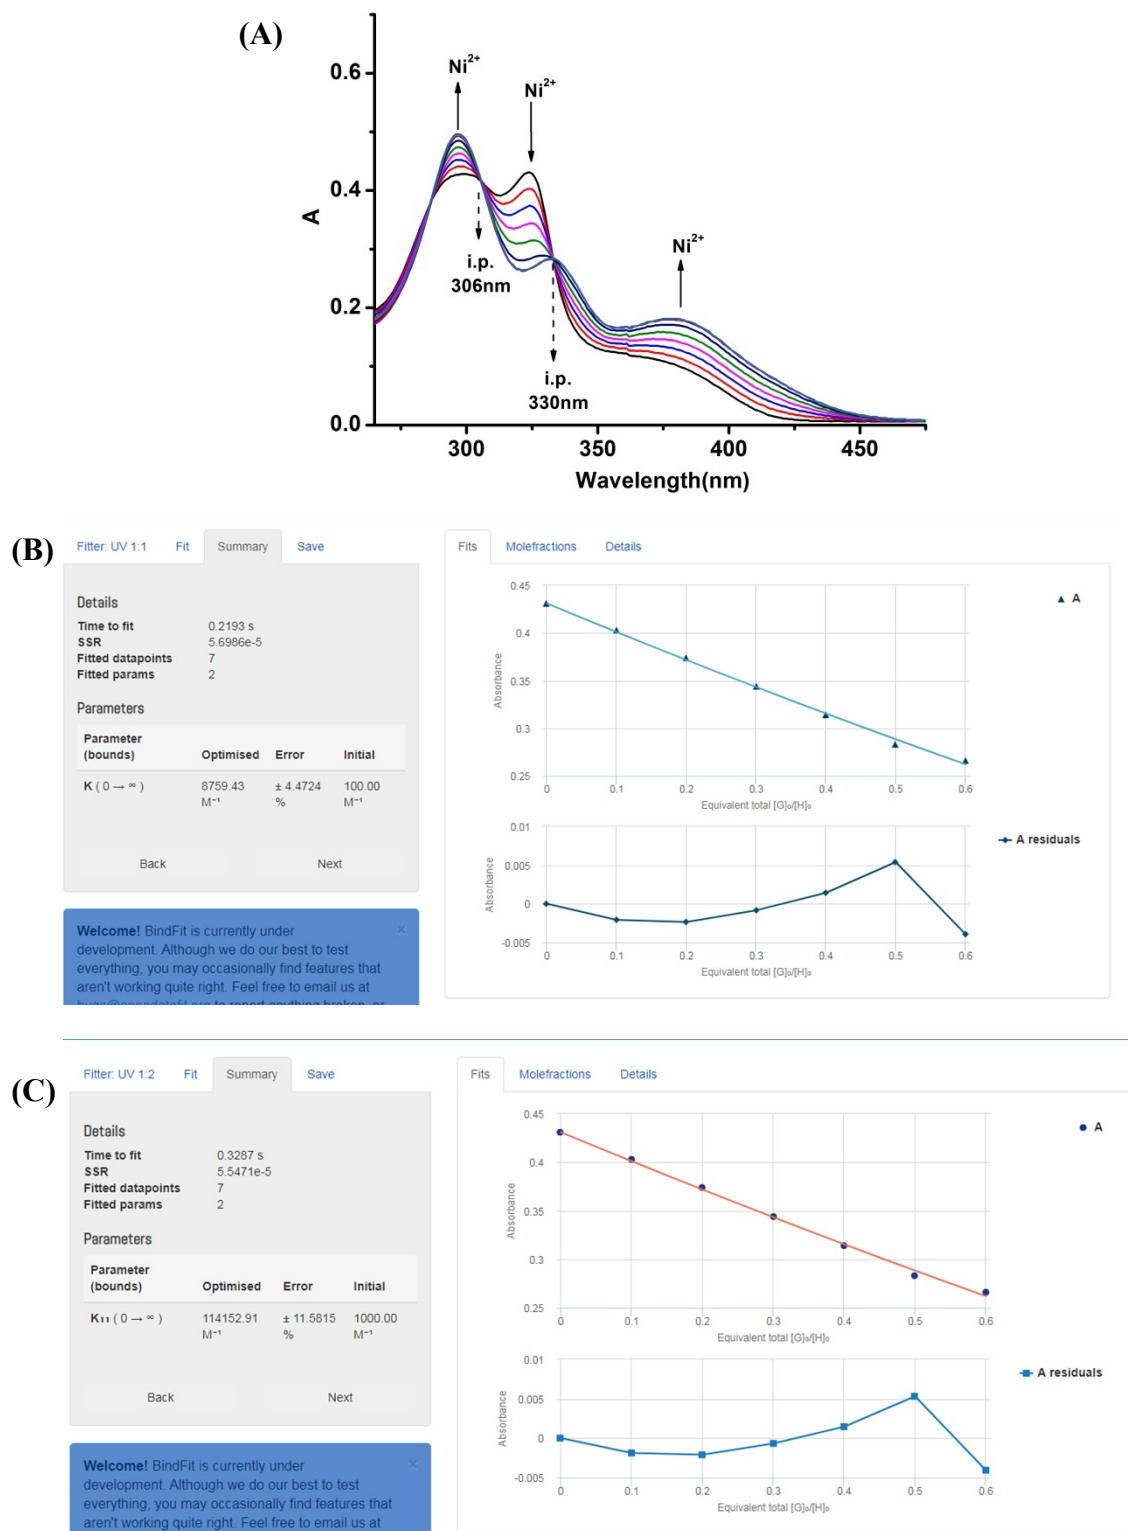 (A)
0.6
0.4
0.2
0.0
A
Ni²⁺
Ni²⁺
Ni²⁺
i.p.
306nm
i.p.
330nm
300
350
400
450
Wavelength(nm)
(B)
Fitter: UV 1:1 Fit Summary Save
Details
Time to fit 0.2193 s
SSR 5.6986e-5
Fitted datapoints 7
Fitted params 2
Parameters
Parameter
(bounds) Optimised Error Initial
K ( 0 → ∞ ) 8759.43 ± 4.4724 100.00
M⁻¹ % M⁻¹
Back Next
Welcome! BindFit is currently under ×
development. Although we do our best to test
everything, you may occasionally find features that
aren't working quite right. Feel free to email us at
bugs@opendatafit.org to report anything broken, or
Fits Molefractions Details
0.45
0.4
0.35
0.3
0.25
Absorbance
0 0.1 0.2 0.3 0.4 0.5 0.6
Equivalent total [G]₀/[H]₀
A
0.01
0.005
0
-0.005
Absorbance
0 0.1 0.2 0.3 0.4 0.5 0.6
Equivalent total [G]₀/[H]₀
A residuals
(C)
Fitter: UV 1:2 Fit Summary Save
Details
Time to fit 0.3287 s
SSR 5.5471e-5
Fitted datapoints 7
Fitted params 2
Parameters
Parameter
(bounds) Optimised Error Initial
K₁₁ ( 0 → ∞ ) 114152.91 ± 11.5815 1000.00
M⁻¹ % M⁻¹
Back Next
Welcome! BindFit is currently under ×
development. Although we do our best to test
everything, you may occasionally find features that
aren't working quite right. Feel free to email us at
Fits Molefractions Details
0.45
0.4
0.35
0.3
0.25
Absorbance
0 0.1 0.2 0.3 0.4 0.5 0.6
Equivalent total [G]₀/[H]₀
A
0.01
0.005
0
-0.005
Absorbance
0 0.1 0.2 0.3 0.4 0.5 0.6
Equivalent total [G]₀/[H]₀
A residuals